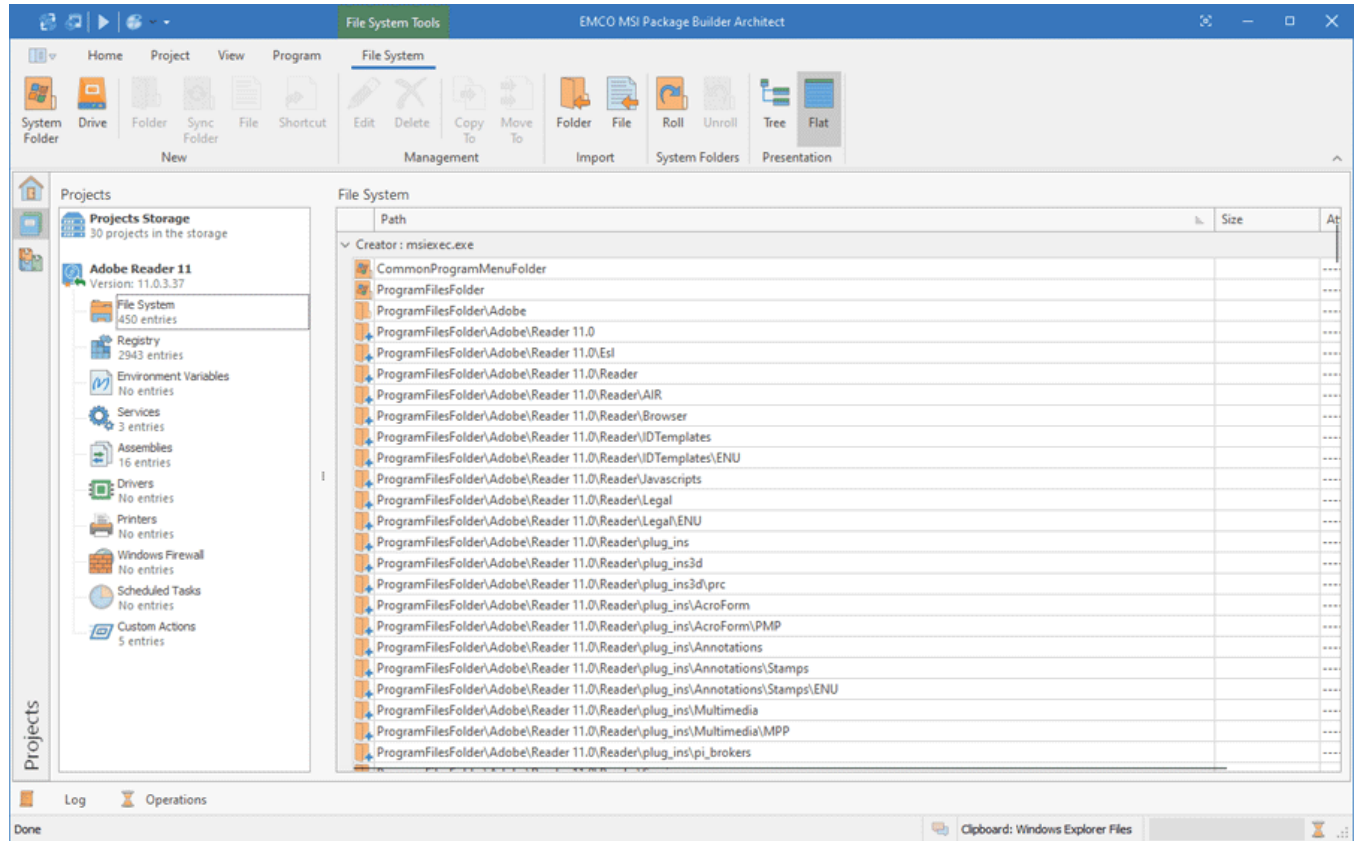 File System Tools
EMCO MSI Package Builder Architect
Home Project View Program File System
System Folder
Drive
Folder
Sync Folder
File
Shortcut
Edit
Delete
Copy To
Move To
Folder
File
Roll
Unroll
Tree
Flat
New
Management
Import
System Folders
Presentation
Projects
Projects Storage
30 projects in the storage
Adobe Reader 11
Version: 11.0.3.37
File System
450 entries
Registry
2943 entries
Environment Variables
No entries
Services
3 entries
Assemblies
16 entries
Drivers
No entries
Printers
No entries
Windows Firewall
No entries
Scheduled Tasks
No entries
Custom Actions
5 entries
Projects
File System
Path Size At
Creator : msiexec.exe
CommonProgramMenuFolder
ProgramFilesFolder
ProgramFilesFolder\Adobe
ProgramFilesFolder\Adobe\Reader 11.0
ProgramFilesFolder\Adobe\Reader 11.0\Esl
ProgramFilesFolder\Adobe\Reader 11.0\Reader
ProgramFilesFolder\Adobe\Reader 11.0\Reader\AIR
ProgramFilesFolder\Adobe\Reader 11.0\Reader\Browser
ProgramFilesFolder\Adobe\Reader 11.0\Reader\IDTemplates
ProgramFilesFolder\Adobe\Reader 11.0\Reader\IDTemplates\ENU
ProgramFilesFolder\Adobe\Reader 11.0\Reader\Javascripts
ProgramFilesFolder\Adobe\Reader 11.0\Reader\Legal
ProgramFilesFolder\Adobe\Reader 11.0\Reader\Legal\ENU
ProgramFilesFolder\Adobe\Reader 11.0\Reader\plug_ins
ProgramFilesFolder\Adobe\Reader 11.0\Reader\plug_ins3d
ProgramFilesFolder\Adobe\Reader 11.0\Reader\plug_ins3d\prc
ProgramFilesFolder\Adobe\Reader 11.0\Reader\plug_ins\AcroForm
ProgramFilesFolder\Adobe\Reader 11.0\Reader\plug_ins\AcroForm\PMP
ProgramFilesFolder\Adobe\Reader 11.0\Reader\plug_ins\Annotations
ProgramFilesFolder\Adobe\Reader 11.0\Reader\plug_ins\Annotations\Stamps
ProgramFilesFolder\Adobe\Reader 11.0\Reader\plug_ins\Annotations\Stamps\ENU
ProgramFilesFolder\Adobe\Reader 11.0\Reader\plug_ins\Multimedia
ProgramFilesFolder\Adobe\Reader 11.0\Reader\plug_ins\Multimedia\MPP
ProgramFilesFolder\Adobe\Reader 11.0\Reader\plug_ins\pi_brokers
Log Operations
Done
Clipboard: Windows Explorer Files